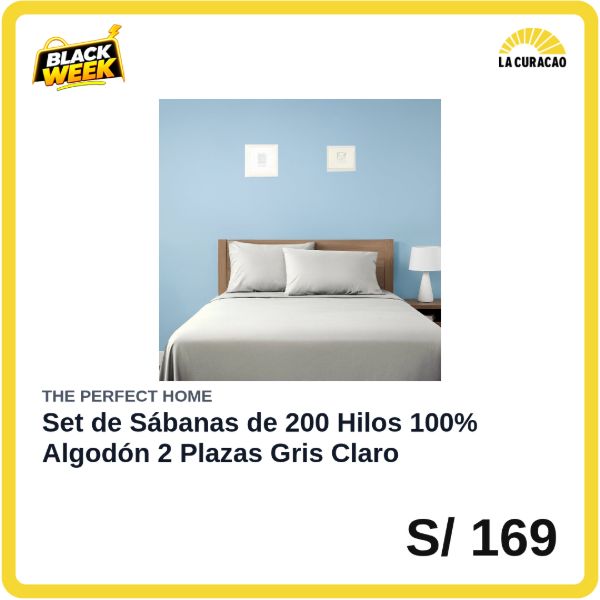 BLACK
WEEK
LA CURACAO
THE PERFECT HOME
Set de Sábanas de 200 Hilos 100%
Algodón 2 Plazas Gris Claro
S/ 169